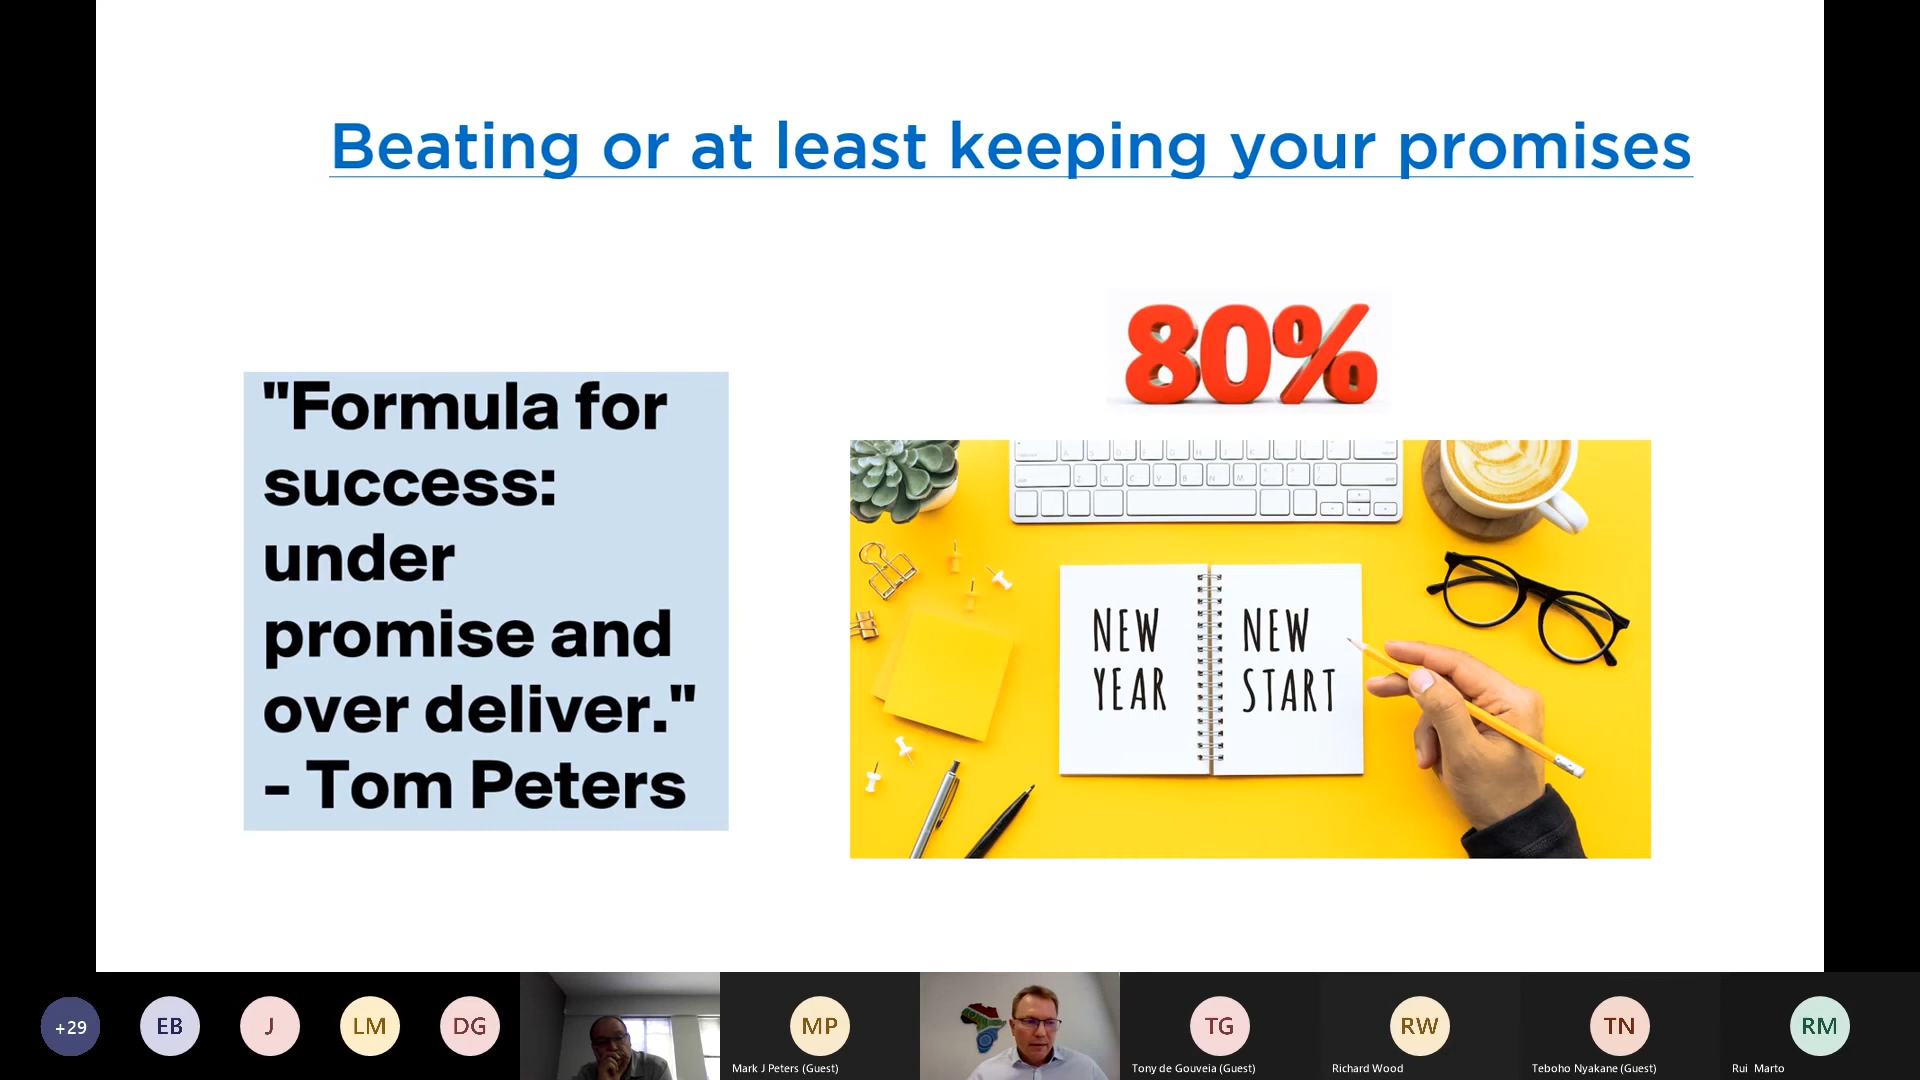 Beating or at least keeping your promises
80%
"Formula for
success:
under
promise and
over deliver."
- Tom Peters
NEW
YEAR
NEW
START
+29
EB
J
LM
DG
MP
Mark J Peters (Guest)
TG
Tony de Gouveia (Guest)
RW
Richard Wood
TN
Teboho Nyakane (Guest)
RM
Rui Marto